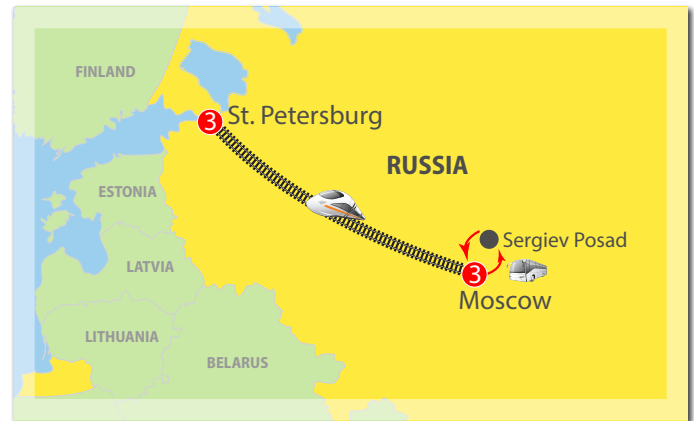 FINLAND
3 St. Petersburg
RUSSIA
ESTONIA
Sergiev Posad
LATVIA
3
Moscow
LITHUANIA
BELARUS